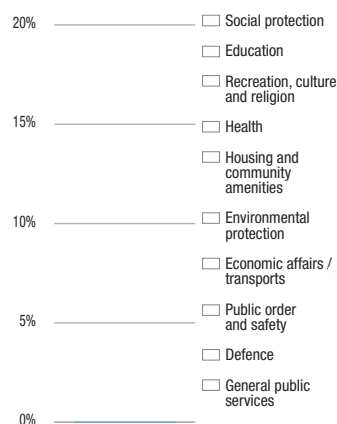 20%
Social protection
Education
Recreation, culture
and religion
15%
Health
Housing and
community
amenities
10%
Environmental
protection
Economic affairs /
transports
5%
Public order
and safety
Defence
General public
services
0%